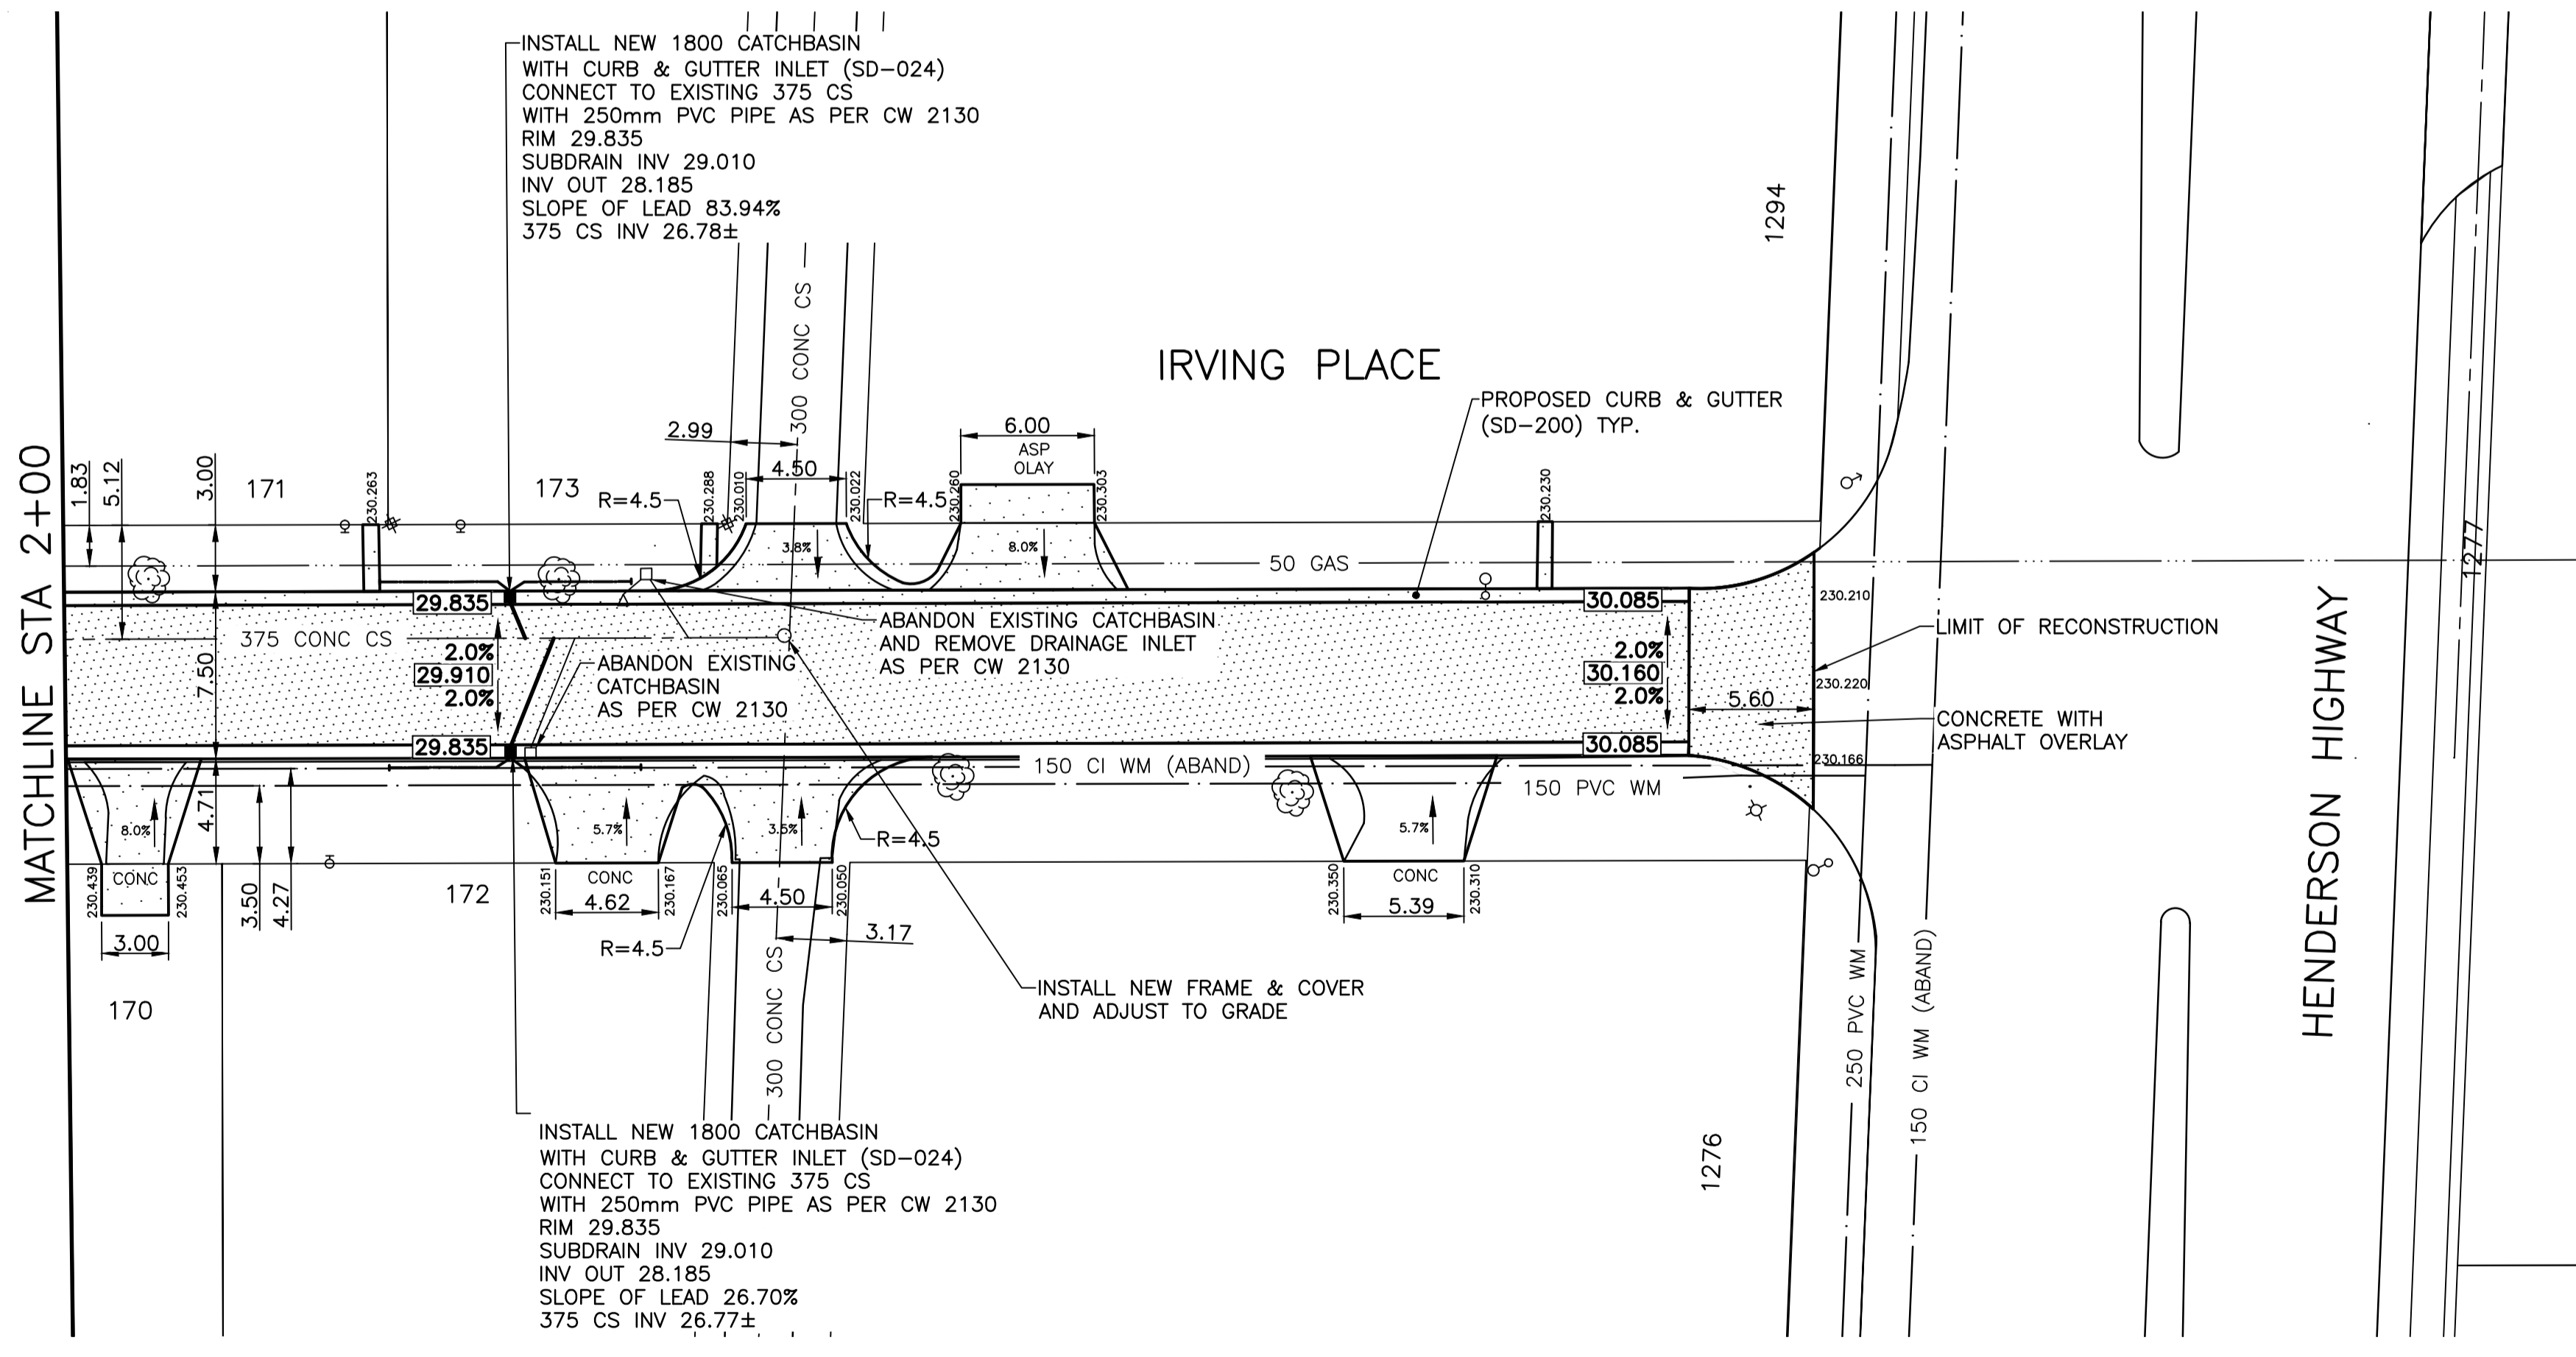 INSTALL NEW 1800 CATCHBASIN
WITH CURB & GUTTER INLET (SD-024)
CONNECT TO EXISTING 375 CS
WITH 250mm PVC PIPE AS PER CW 2130
RIM 29.835
SUBDRAIN INV 29.010
INV OUT 28.185
SLOPE OF LEAD 83.94%
375 CS INV 26.78±
1294
300 CONC CS
IRVING PLACE
PROPOSED CURB & GUTTER
(SD-200) TYP.
2.99
6.00
ASP
OLAY
4.50
MATCHLINE STA 2+00
1.83
5.12
3.00
171
230.263
173
R=4.5
230.288
230.010
230.022
R=4.5
230.260
230.303
230.230
1277
3.8%
8.0%
50 GAS
29.835
30.085
230.210
375 CONC CS
7.50
2.0%
29.910
2.0%
ABANDON EXISTING
CATCHBASIN
AS PER CW 2130
ABANDON EXISTING CATCHBASIN
AND REMOVE DRAINAGE INLET
AS PER CW 2130
2.0%
30.160
2.0%
LIMIT OF RECONSTRUCTION
230.220
5.60
CONCRETE WITH
ASPHALT OVERLAY
HENDERSON HIGHWAY
29.835
30.085
230.166
150 CI WM (ABAND)
150 PVC WM
4.71
8.0%
5.7%
3.5%
R=4.5
5.7%
230.439
CONC
230.453
3.50
4.27
172
230.151
CONC
230.167
4.62
230.065
4.50
230.050
230.350
CONC
230.310
5.39
3.00
R=4.5
3.17
170
300 CONC CS
INSTALL NEW FRAME & COVER
AND ADJUST TO GRADE
250 PVC WM
150 CI WM (ABAND)
1276
INSTALL NEW 1800 CATCHBASIN
WITH CURB & GUTTER INLET (SD-024)
CONNECT TO EXISTING 375 CS
WITH 250mm PVC PIPE AS PER CW 2130
RIM 29.835
SUBDRAIN INV 29.010
INV OUT 28.185
SLOPE OF LEAD 26.70%
375 CS INV 26.77±